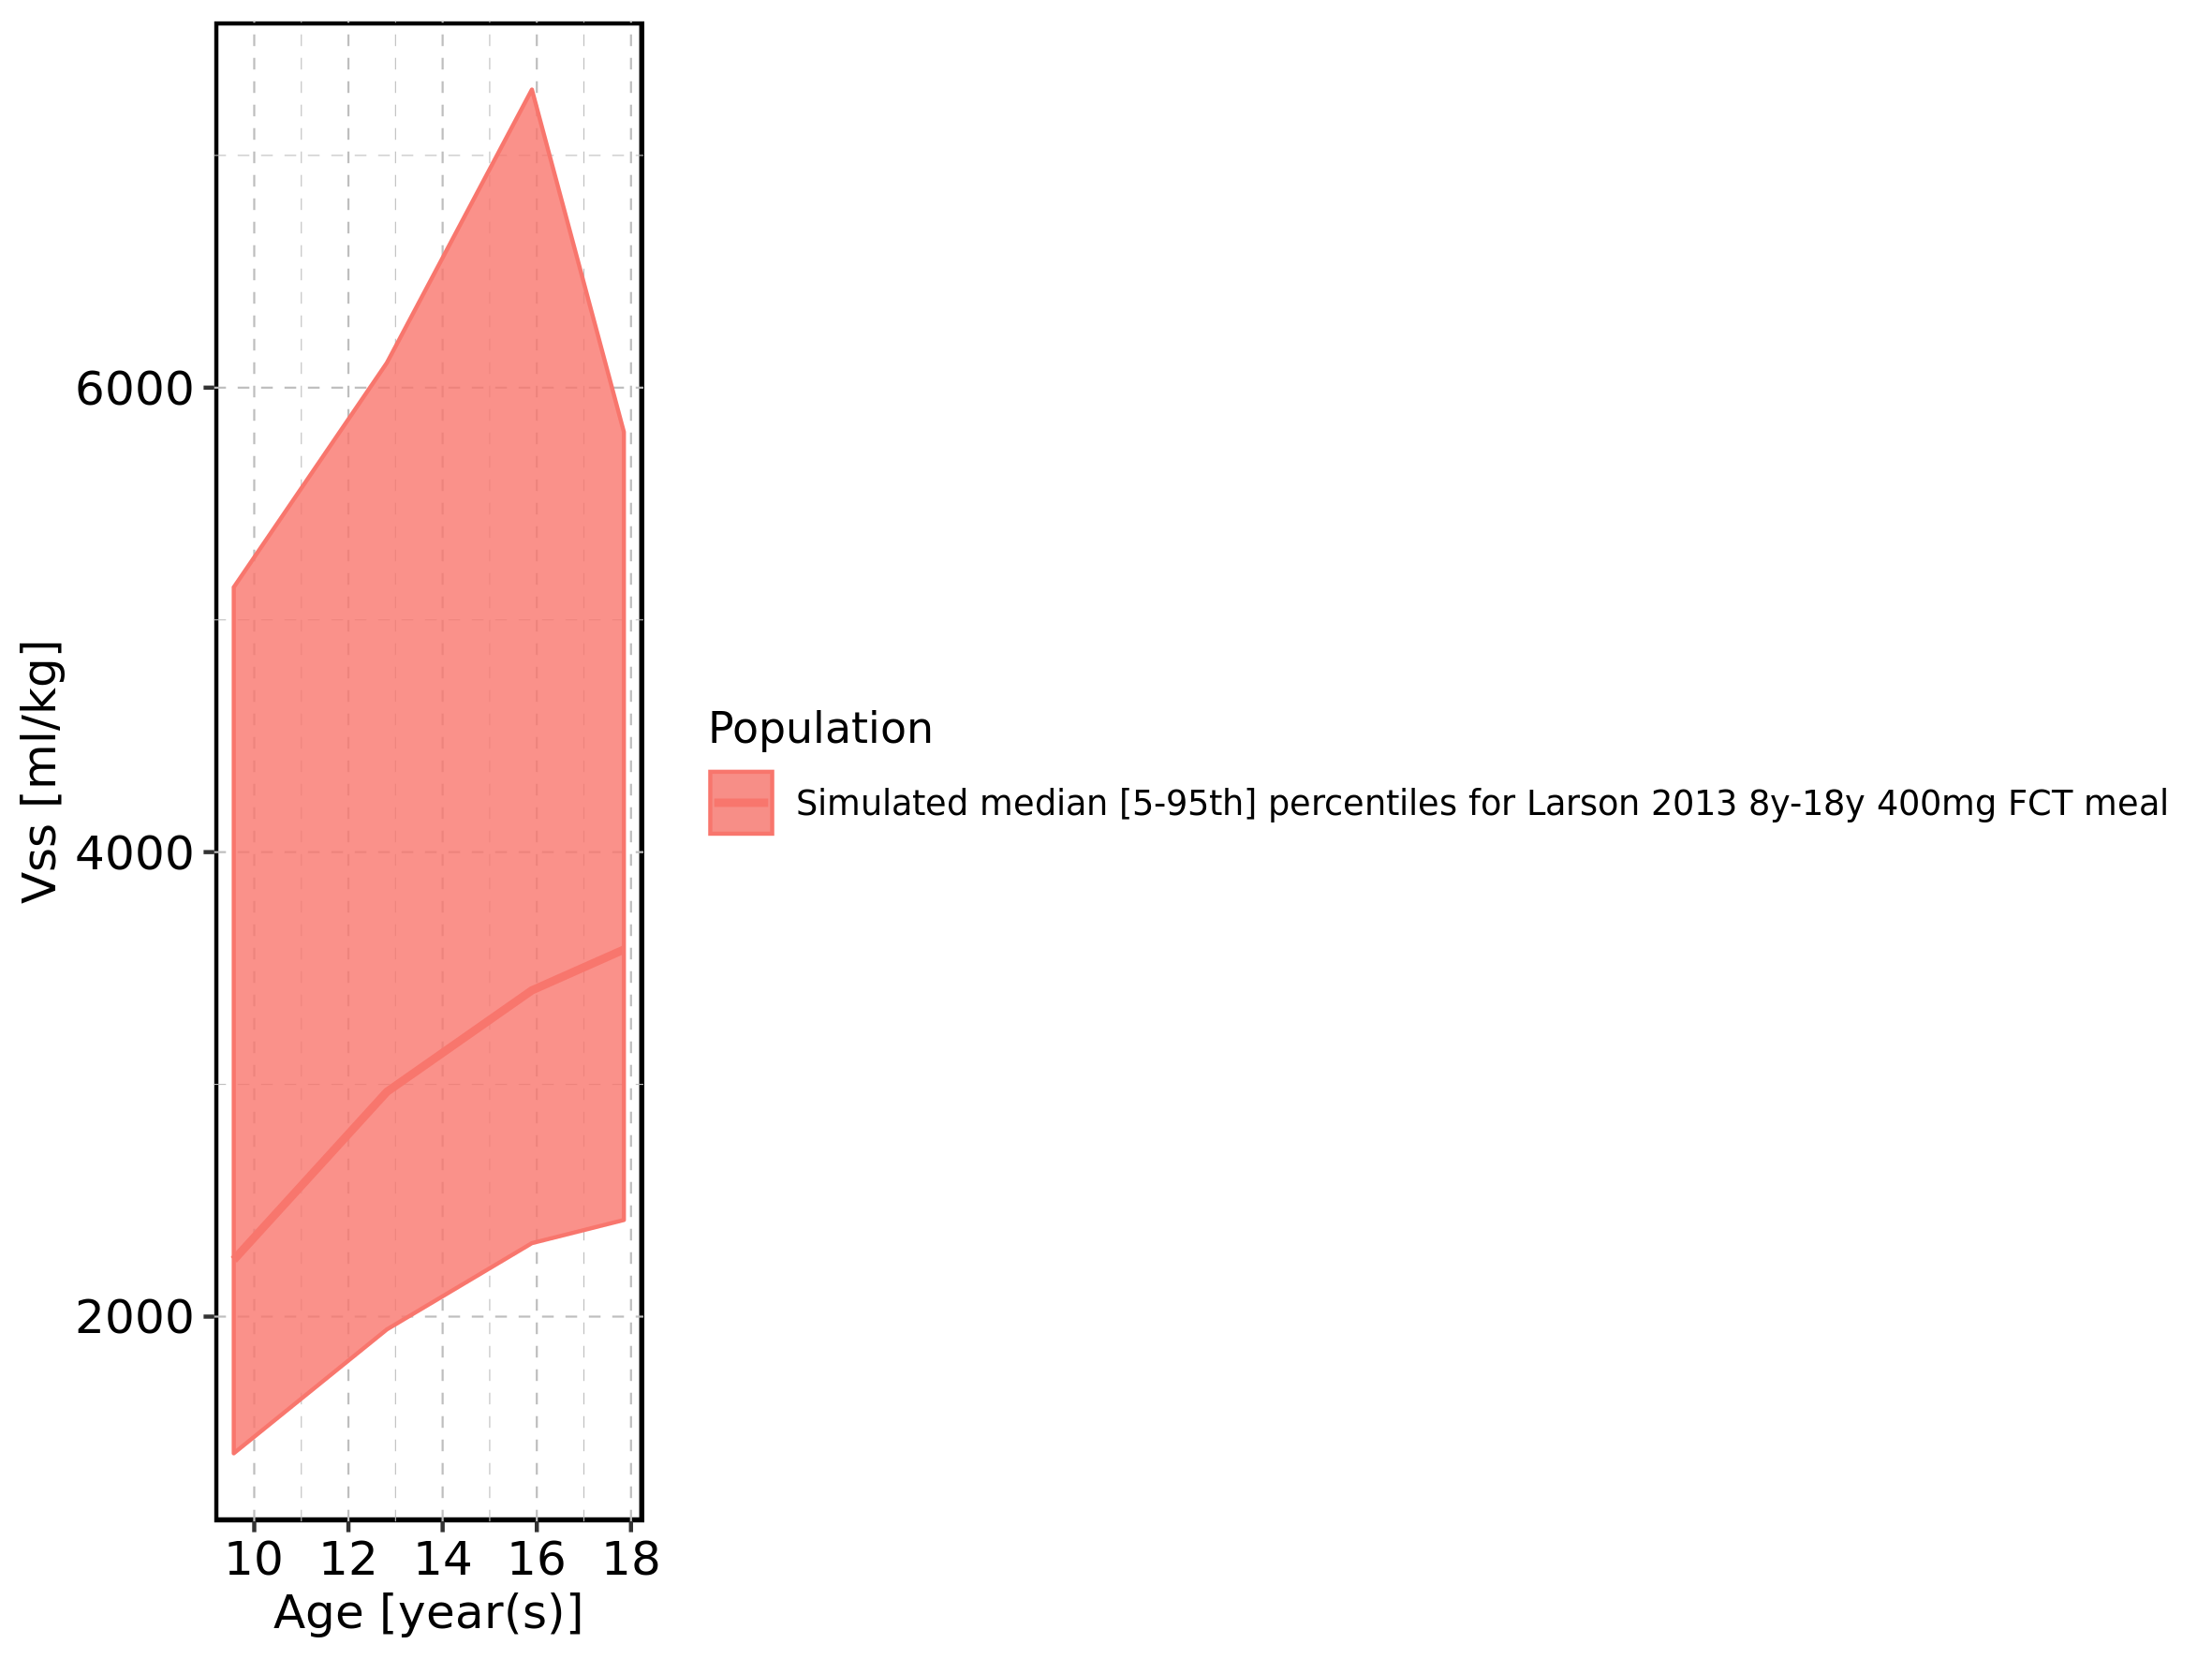 Vss [ml/kg]
6000
4000
2000
10 12 14 16 18
Age [year(s)]
Population
Simulated median [5-95th] percentiles for Larson 2013 8y-18y 400mg FCT meal